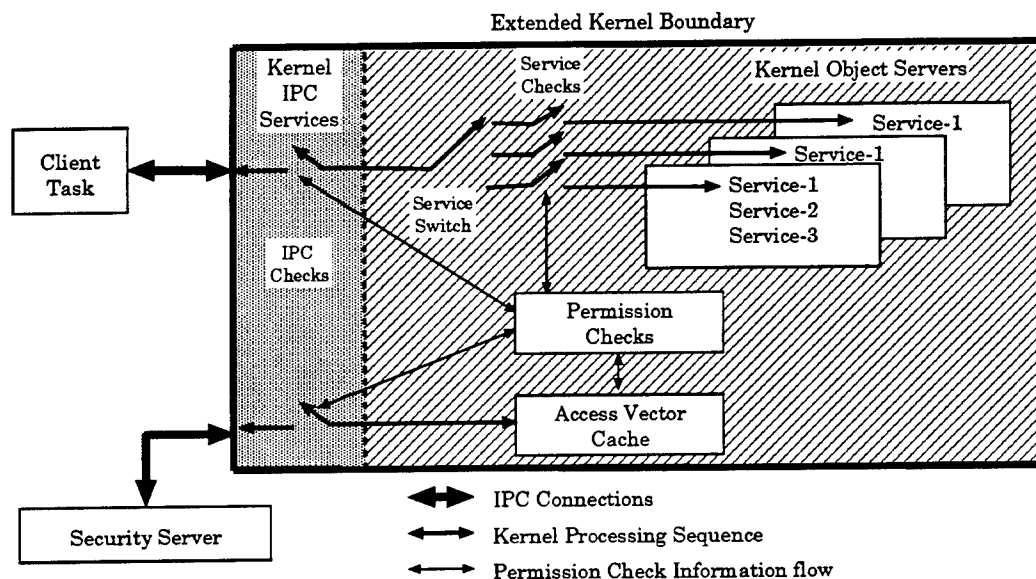 Extended Kernel Boundary
Kernel
IPC
Services
Service
Checks
Kernel Object Servers
Service-1
Service-1
Service-1
Service-2
Service-3
Client
Task
Service
Switch
IPC
Checks
Permission
Checks
Access Vector
Cache
Security Server
IPC Connections
Kernel Processing Sequence
Permission Check Information flow